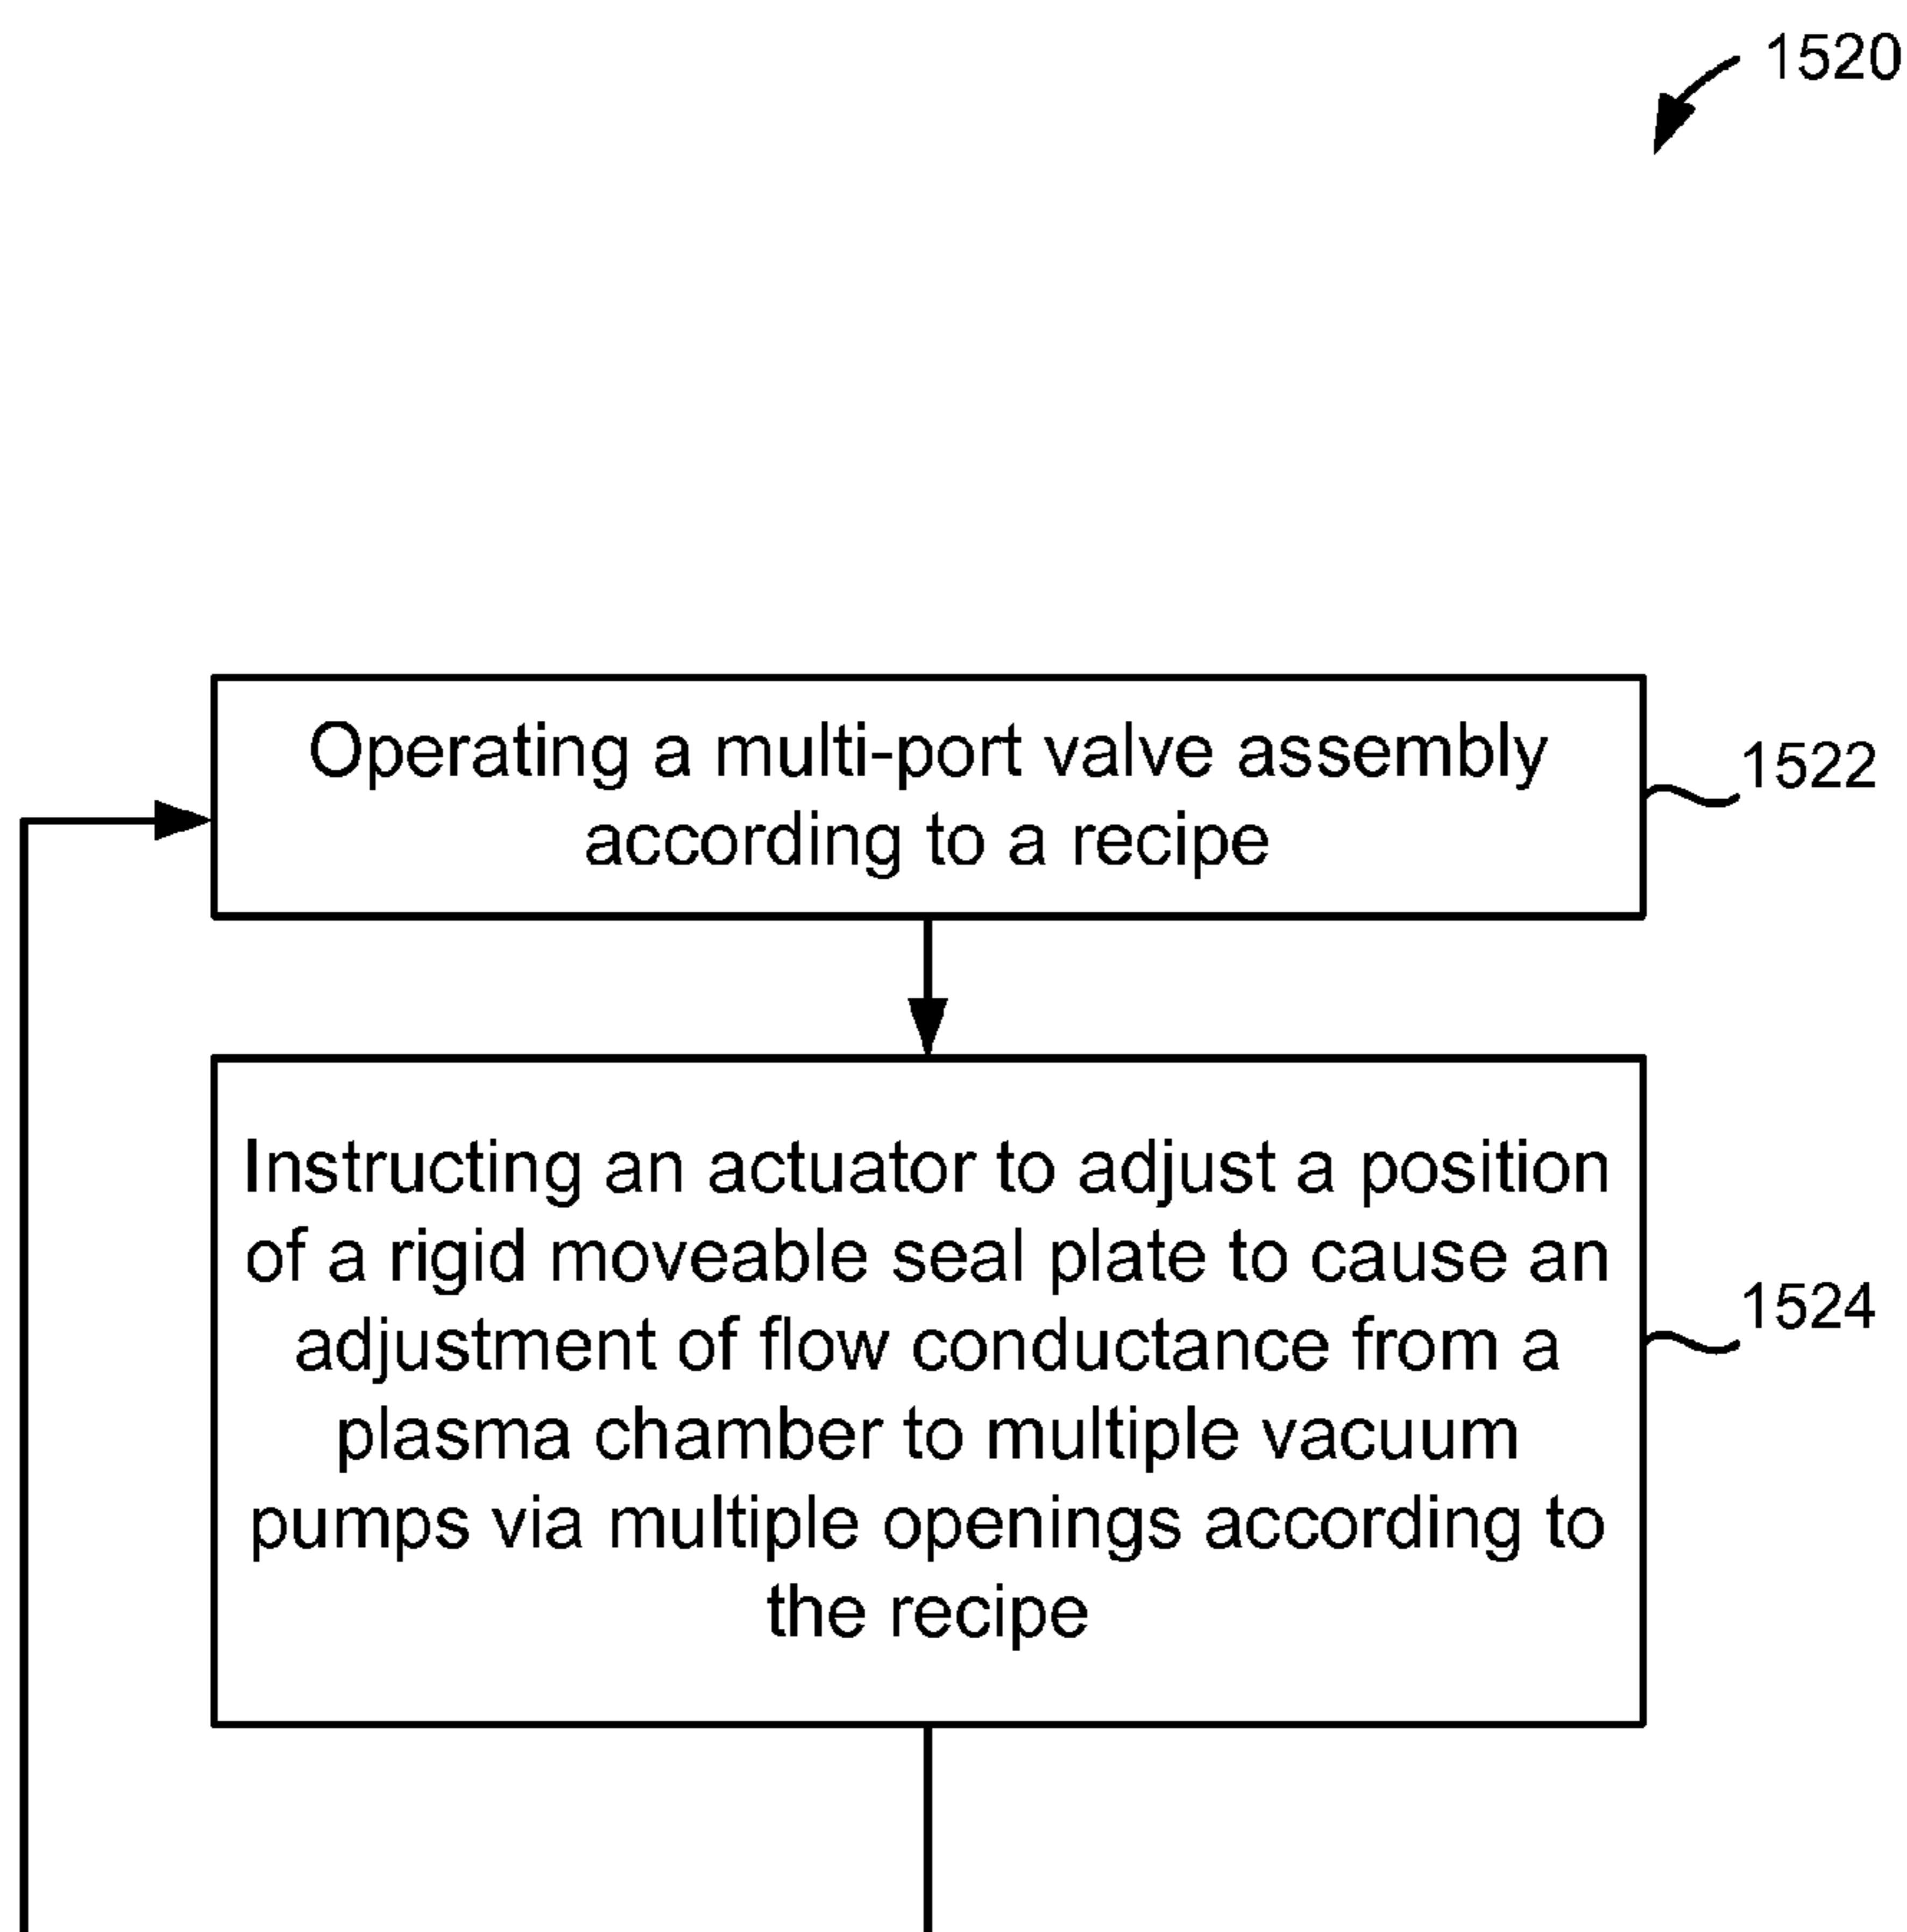 1520
Operating a multi-port valve assembly
according to a recipe
1522
Instructing an actuator to adjust a position
of a rigid moveable seal plate to cause an
adjustment of flow conductance from a
plasma chamber to multiple vacuum
pumps via multiple openings according to
the recipe
1524